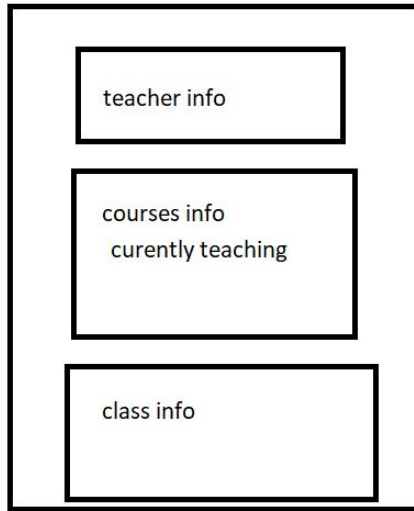 teacher info
courses info
curently teaching
class info